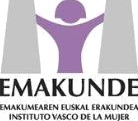 EMAKUNDE
EMAKUMEAREN EUSKAL ERAKUNDEA
INSTITUTO VASCO DE LA MUJER